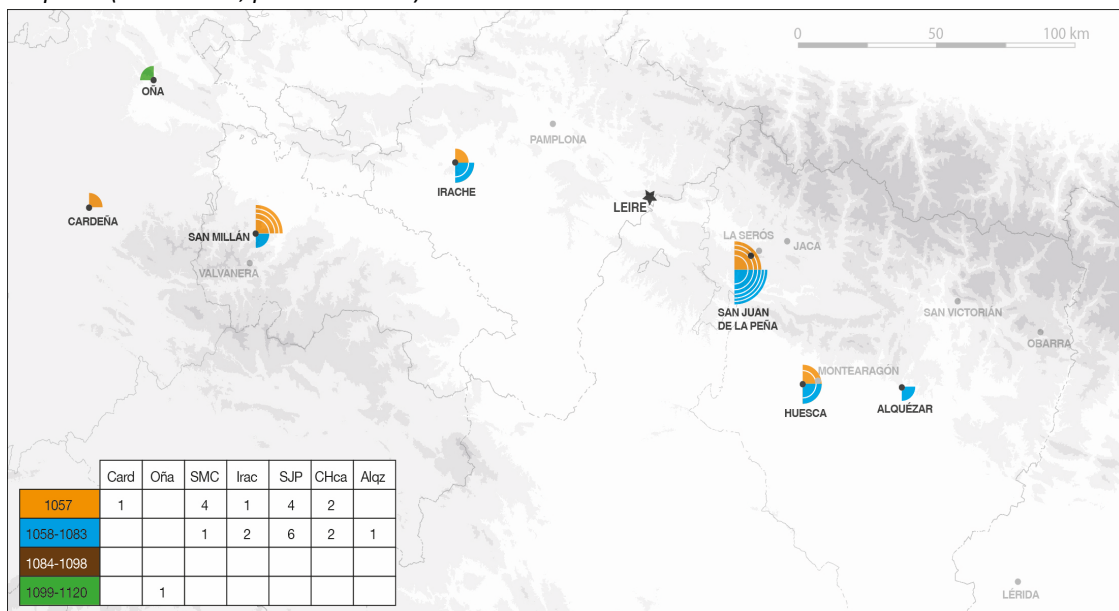 0 50 100 km
OÑA
PAMPLONA
IRACHE
CARDEÑA
LEIRE
SAN MILLÁN
LA SERÓS
JACA
VALVANERA
SAN JUAN
DE LA PEÑA
SAN VICTORIÁN
OBARRA
MONTEARAGÓN
HUESCA
ALQUÉZAR
Card Oña SMC Irac SJP CHca Alqz
1057 1 4 1 4 2
1058-1083 1 2 6 2 1
1084-1098
1099-1120 1
LÉRIDA